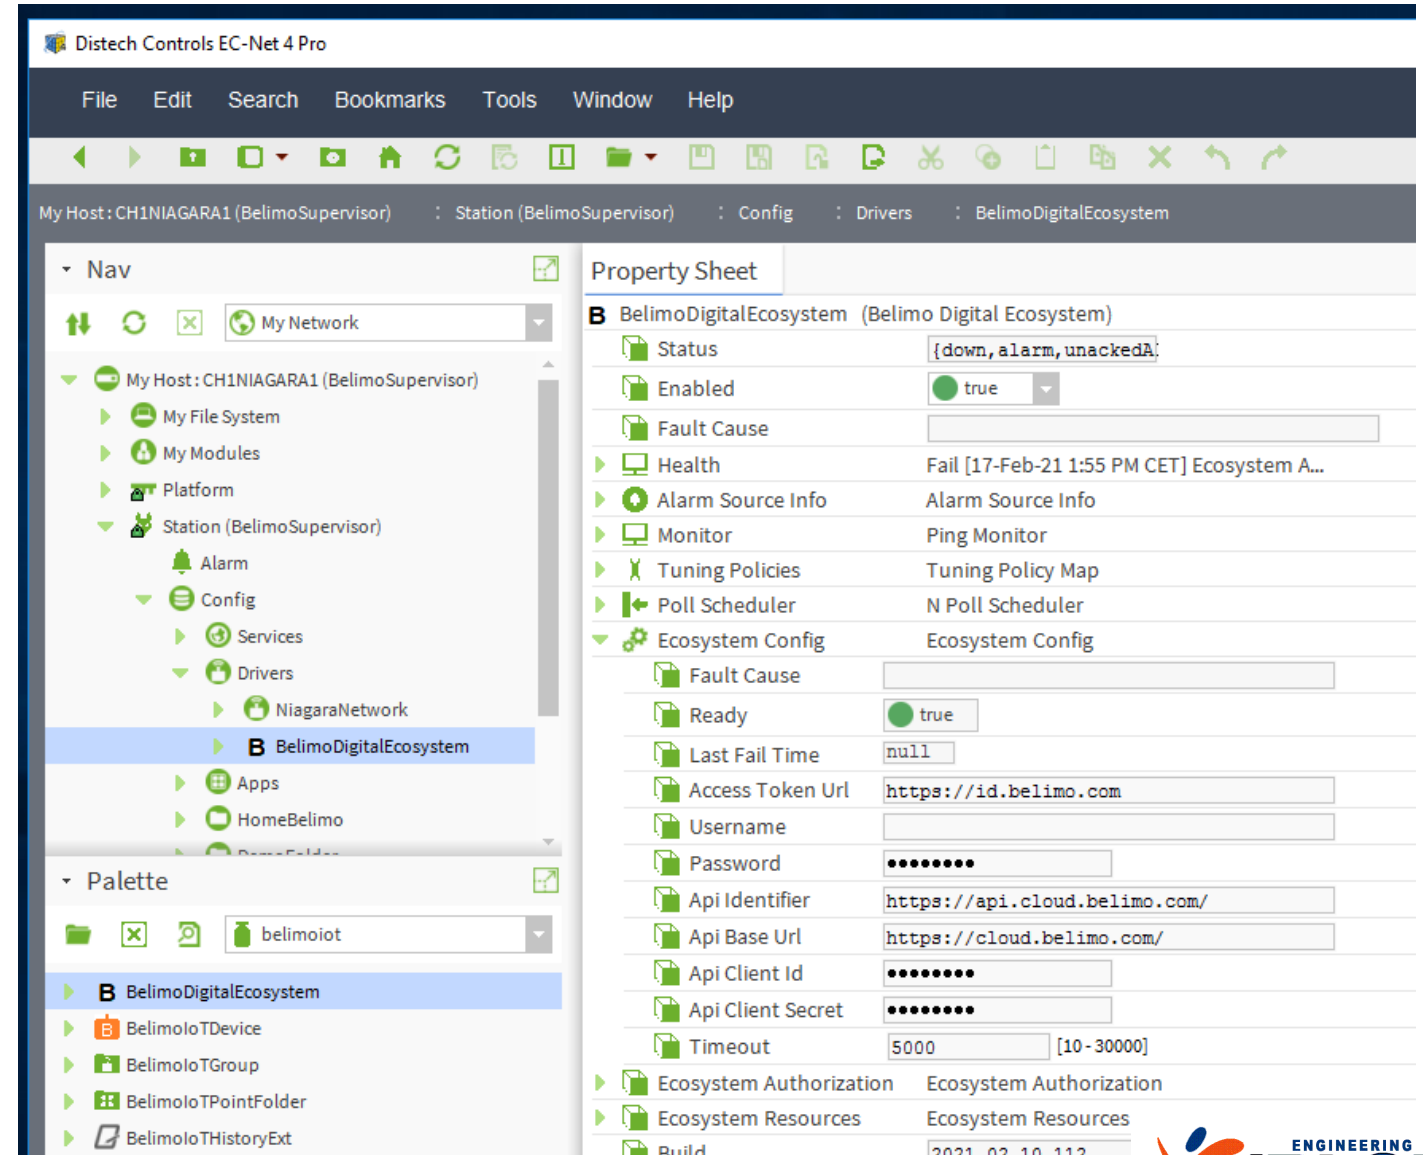 Distech Controls EC-Net 4 Pro
File Edit Search Bookmarks Tools Window Help
My Host : CH1NIAGARA1 (BelimoSupervisor) : Station (BelimoSupervisor) : Config : Drivers : BelimoDigitalEcosystem
Nav
My Network
My Host : CH1NIAGARA1 (BelimoSupervisor)
My File System
My Modules
Platform
Station (BelimoSupervisor)
Alarm
Config
Services
Drivers
NiagaraNetwork
B BelimoDigitalEcosystem
Apps
HomeBelimo
Palette
belimoiot
B BelimoDigitalEcosystem
B BelimoIoTDevice
BelimoIoTGroup
BelimoIoTPointFolder
BelimoIoTHistoryExt
Property Sheet
B BelimoDigitalEcosystem (Belimo Digital Ecosystem)
Status {down,alarm,unackedA
Enabled true
Fault Cause
Health Fail [17-Feb-21 1:55 PM CET] Ecosystem A...
Alarm Source Info Alarm Source Info
Monitor Ping Monitor
Tuning Policies Tuning Policy Map
Poll Scheduler N Poll Scheduler
Ecosystem Config Ecosystem Config
Fault Cause
Ready true
Last Fail Time null
Access Token Url https://id.belimo.com
Username
Password ●●●●●●●●
Api Identifier https://api.cloud.belimo.com/
Api Base Url https://cloud.belimo.com/
Api Client Id ●●●●●●●●
Api Client Secret ●●●●●●●●
Timeout 5000 [10 - 30000]
Ecosystem Authorization Ecosystem Authorization
Ecosystem Resources Ecosystem Resources
Build
ENGINEERING